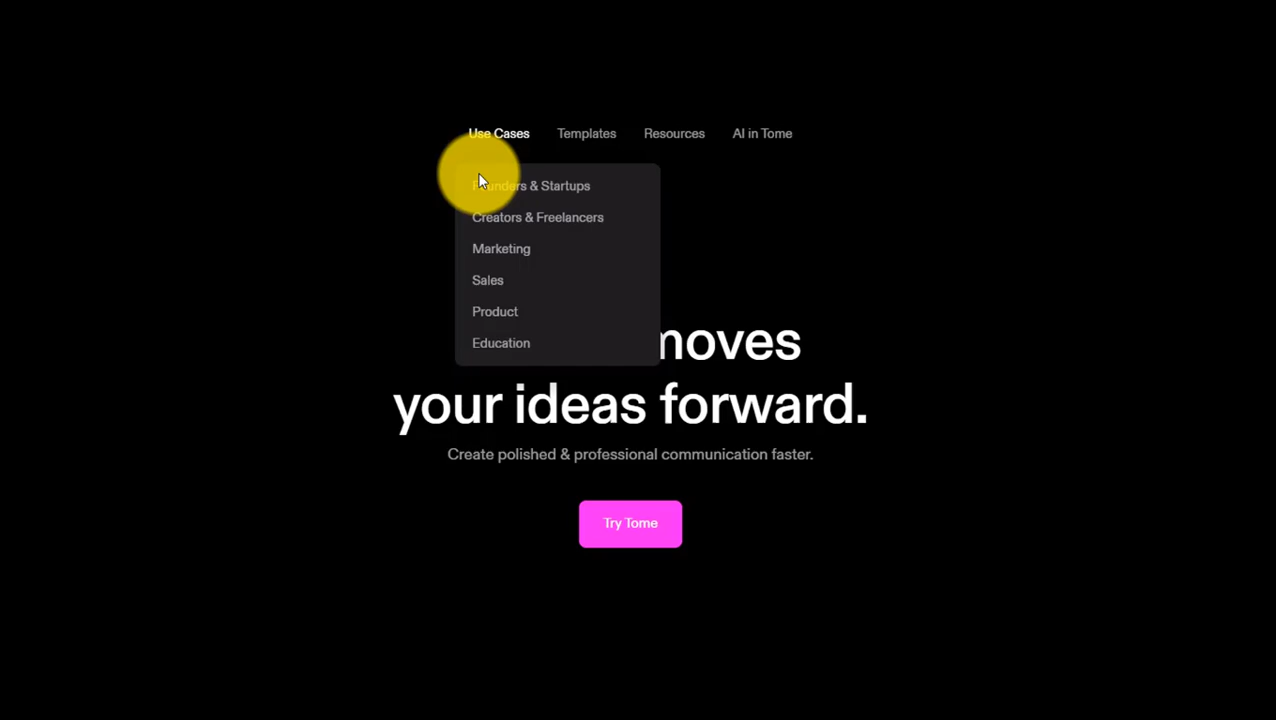 Use Cases Templates Resources AI in Tome
Founders & Startups
Creators & Freelancers
Marketing
Sales
Product
Education
moves
your ideas forward.
Create polished & professional communication faster.
Try Tome